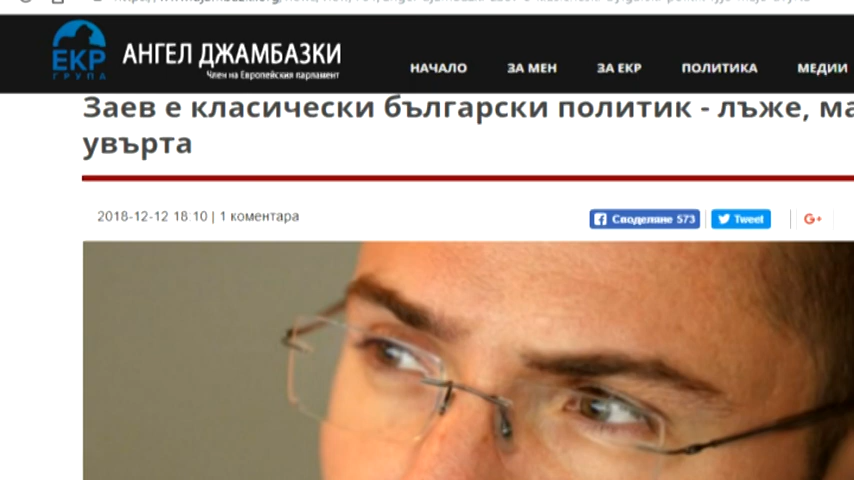 ЕКР
ГРУПА
АНГЕЛ ДЖАМБАЗКИ
Член на Европейския парламент
НАЧАЛО ЗА МЕН ЗА ЕКР ПОЛИТИКА МЕДИИ
Заев е класически български политик - лъже,
увърта
2018-12-12 18:10 | 1 коментара
Споделяне 573 Tweet G+